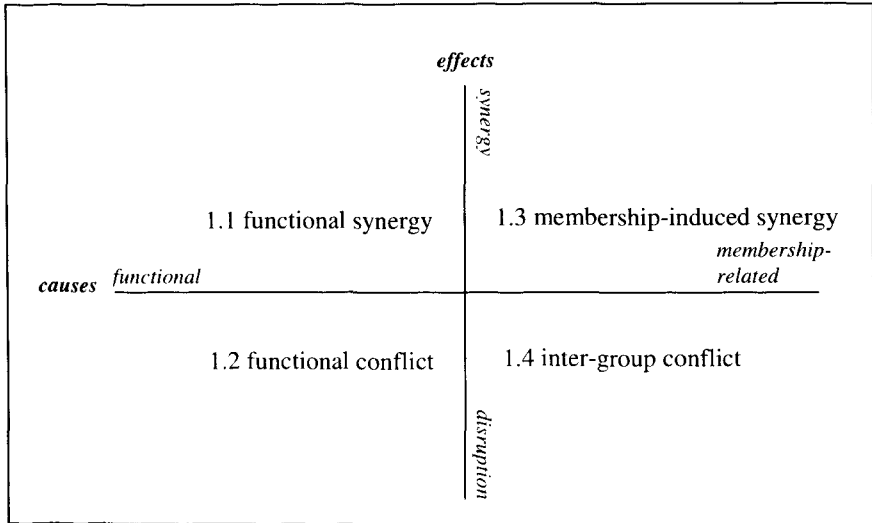 effects
synergy
1.1 functional synergy
1.3 membership-induced synergy
membership-
related
causes functional
1.2 functional conflict
1.4 inter-group conflict
disruption